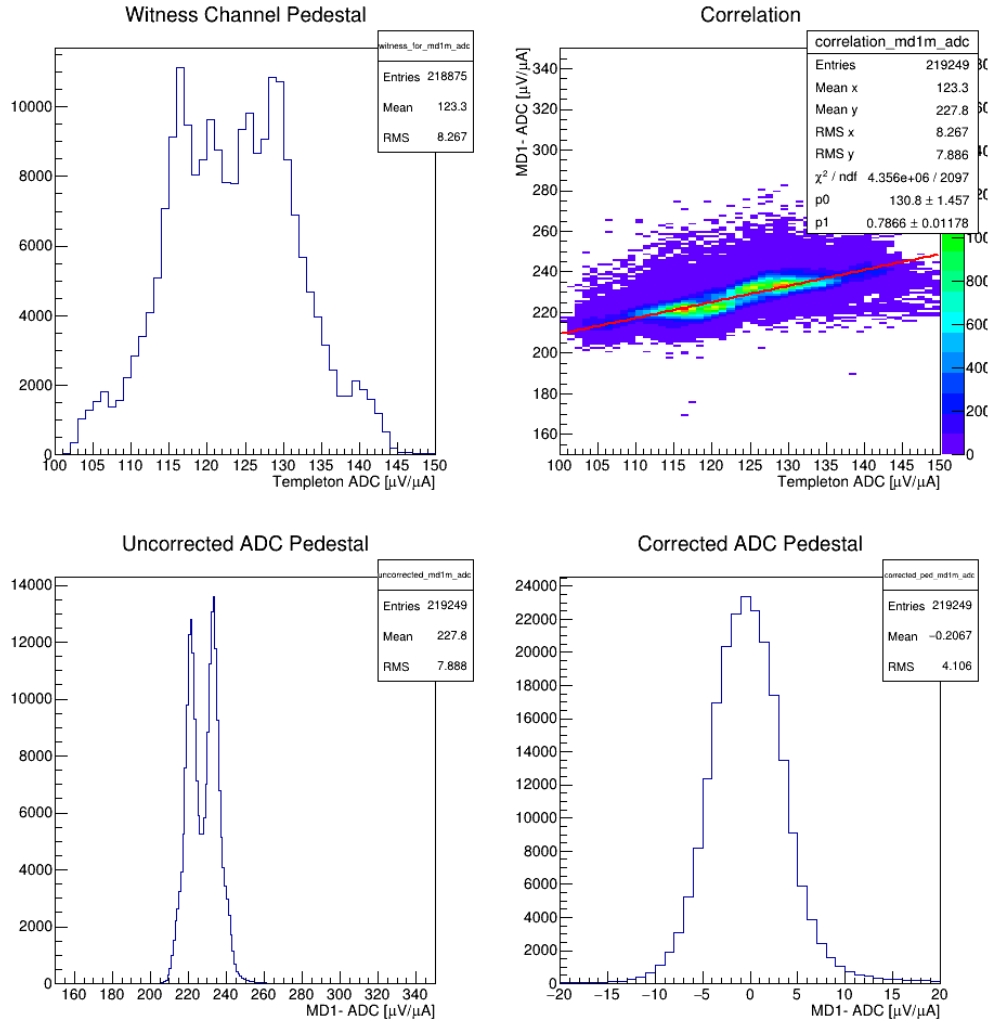 Witness Channel Pedestal
witness_for_md1m_adc
Entries 218875
Mean 123.3
RMS 8.267
10000
8000
6000
4000
2000
0
100 105 110 115 120 125 130 135 140 145 150
Templeton ADC [μV/μA]
Correlation
MD1- ADC [μV/μA]
correlation_md1m_adc
Entries 219249
Mean x 123.3
Mean y 227.8
RMS x 8.267
RMS y 7.886
χ² / ndf 4.356e+06 / 2097
p0 130.8 ± 1.457
p1 0.7866 ± 0.01178
340
320
300
280
260
240
220
200
180
160
100 105 110 115 120 125 130 135 140 145 150
Templeton ADC [μV/μA]
Uncorrected ADC Pedestal
uncorrected_md1m_adc
Entries 219249
Mean 227.8
RMS 7.888
14000
12000
10000
8000
6000
4000
2000
0
160 180 200 220 240 260 280 300 320 340
MD1- ADC [μV/μA]
Corrected ADC Pedestal
corrected_ped_md1m_adc
Entries 219249
Mean −0.2067
RMS 4.106
24000
22000
20000
18000
16000
14000
12000
10000
8000
6000
4000
2000
0
−20 −15 −10 −5 0 5 10 15 20
MD1- ADC [μV/μA]